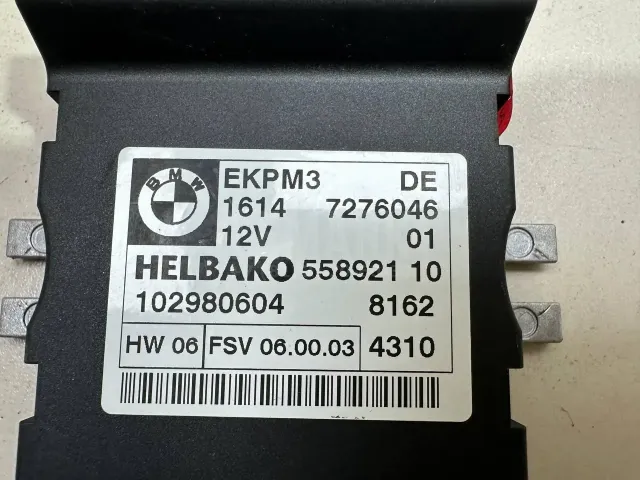 BMW
EKPM3 DE
1614 7276046
12V 01
HELBAKO 558921 10
102980604 8162
HW 06 FSV 06.00.03 4310